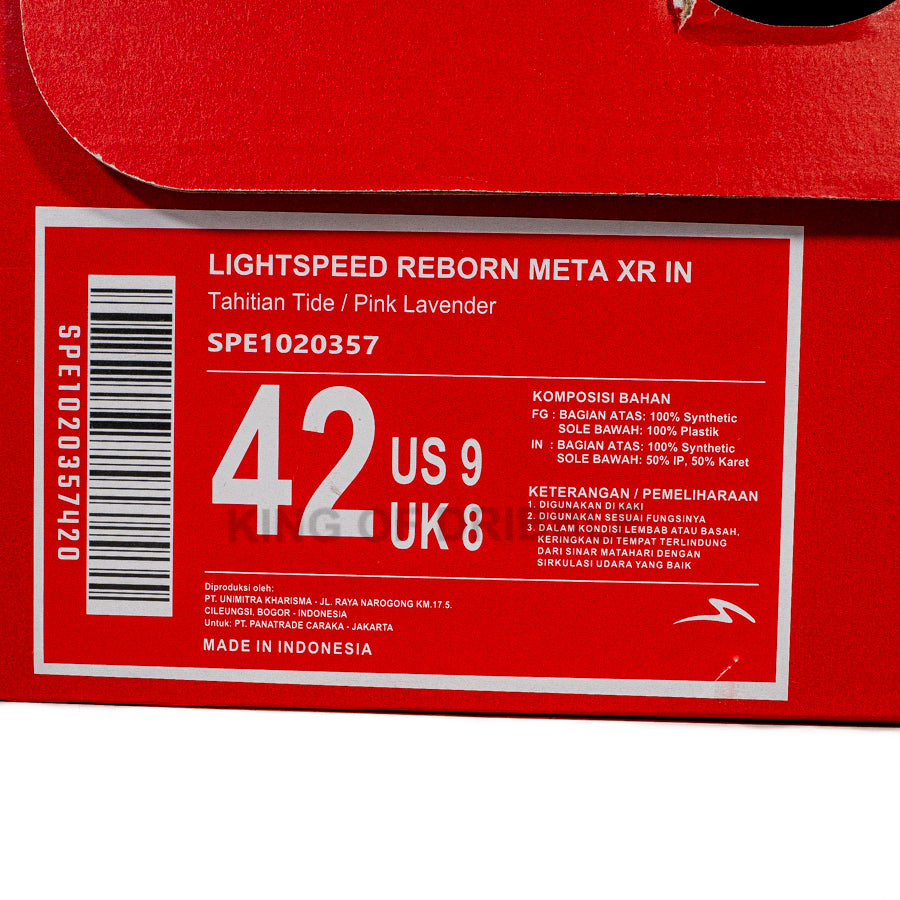 LIGHTSPEED REBORN META XR IN
Tahitian Tide / Pink Lavender
SPE1020357
SPE1020357420
42
US 9
UK 8
KOMPOSISI BAHAN
FG : BAGIAN ATAS: 100% Synthetic
SOLE BAWAH: 100% Plastik
IN : BAGIAN ATAS: 100% Synthetic
SOLE BAWAH: 50% IP, 50% Karet
KETERANGAN / PEMELIHARAAN
1. DIGUNAKAN DI KAKI
2. DIGUNAKAN SESUAI FUNGSINYA
3. DALAM KONDISI LEMBAB ATAU BASAH,
KERINGKAN DI TEMPAT TERLINDUNG
DARI SINAR MATAHARI DENGAN
SIRKULASI UDARA YANG BAIK
KING OF
Diproduksi oleh:
PT. UNIMITRA KHARISMA - JL. RAYA NAROGONG KM.17.5.
CILEUNGSI, BOGOR - INDONESIA
Untuk: PT. PANATRADE CARAKA - JAKARTA
MADE IN INDONESIA